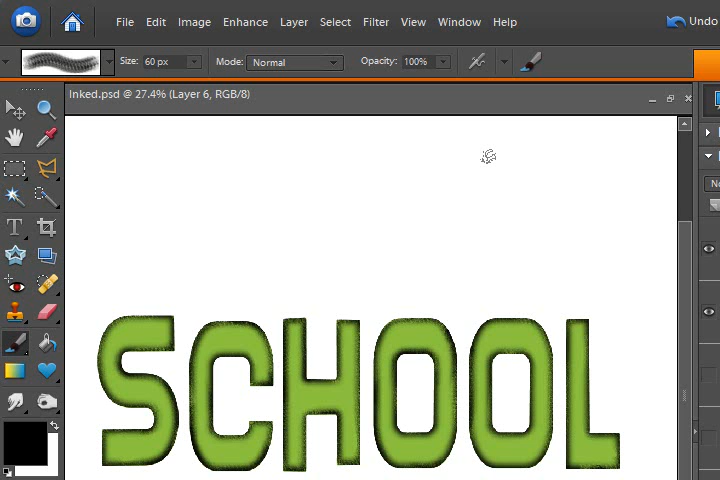 File Edit Image Enhance Layer Select Filter View Window Help Undo
Size: 60 px Mode: Normal Opacity: 100%
Inked.psd @ 27.4% (Layer 6, RGB/8)
No
T
SCHOOL